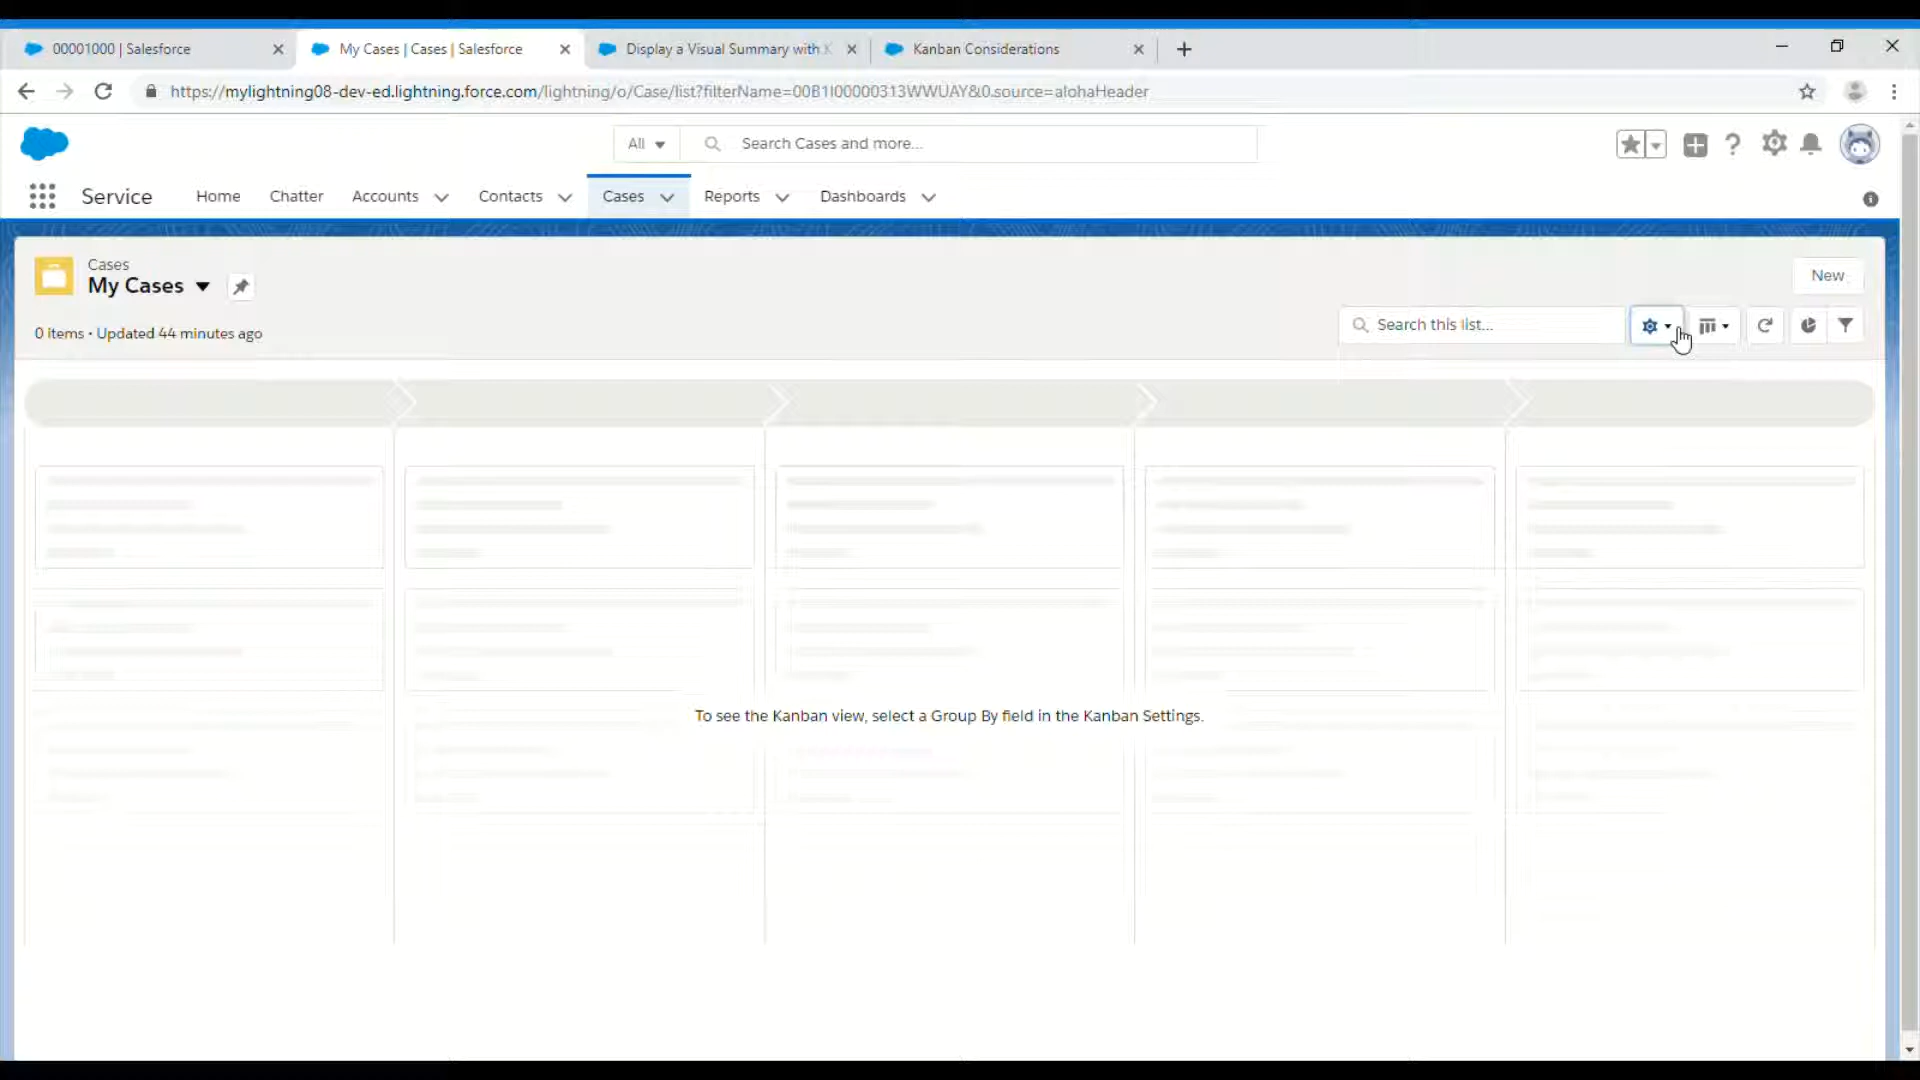 00001000 | Salesforce
My Cases | Cases | Salesforce
Display a Visual Summary with K
Kanban Considerations
https://mylightning08-dev-ed.lightning.force.com/lightning/o/Case/list?filterName=00B1I00000313WWUAY&0.source=alohaHeader
All
Search Cases and more...
Service
Home
Chatter
Accounts
Contacts
Cases
Reports
Dashboards
Cases
My Cases
New
0 items • Updated 44 minutes ago
Search this list...
To see the Kanban view, select a Group By field in the Kanban Settings.